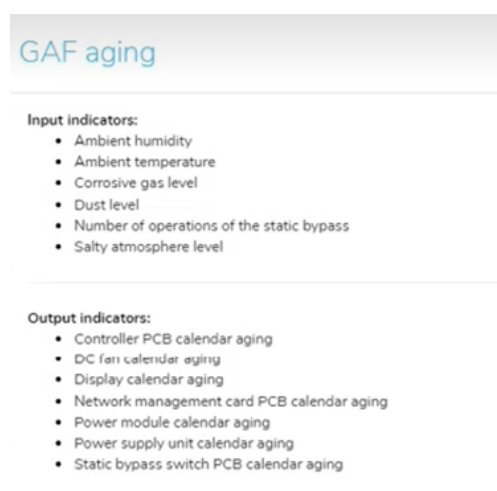 GAF aging
Input indicators:
• Ambient humidity
• Ambient temperature
• Corrosive gas level
• Dust level
• Number of operations of the static bypass
• Salty atmosphere level
Output indicators:
• Controller PCB calendar aging
• DC fan calendar aging
• Display calendar aging
• Network management card PCB calendar aging
• Power module calendar aging
• Power supply unit calendar aging
• Static bypass switch PCB calendar aging